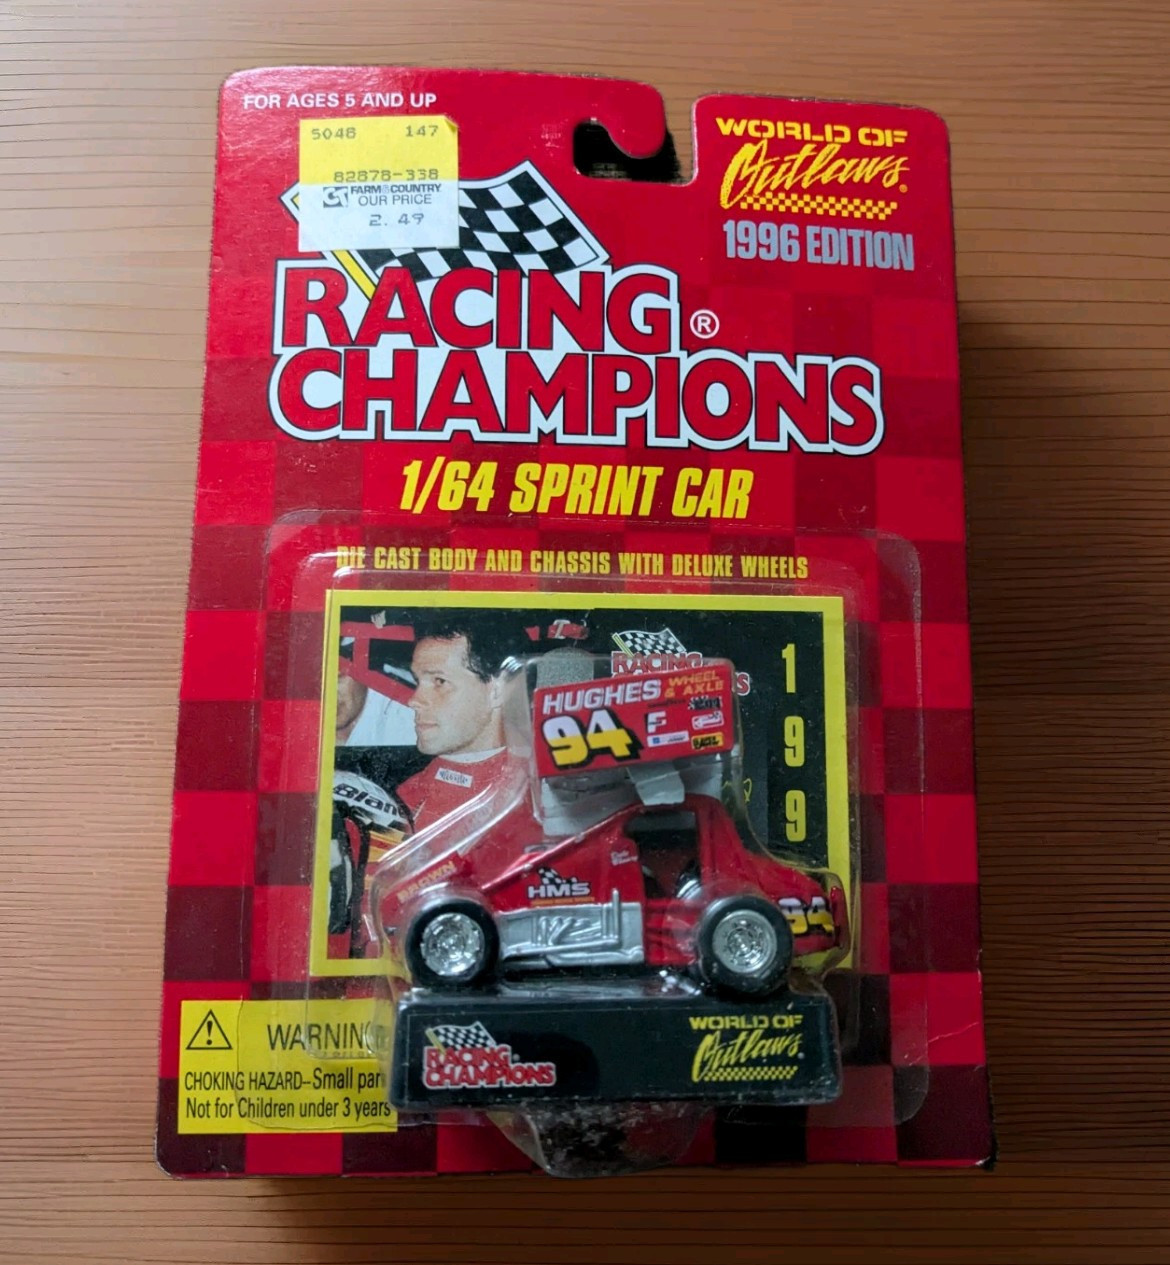 FOR AGES 5 AND UP
5048 147
82878-338
FARM & COUNTRY
OUR PRICE
2.49
WORLD OF
Outlaws®
1996 EDITION
RACING ®
CHAMPIONS
1/64 SPRINT CAR
DIE CAST BODY AND CHASSIS WITH DELUXE WHEELS
RACING
1
9
9
HUGHES WHEEL
& AXLE
94
F
Blan
BROWN
HMS
94
WARNING
CHOKING HAZARD–Small par
Not for Children under 3 years
RACING
CHAMPIONS
WORLD OF
Outlaws®